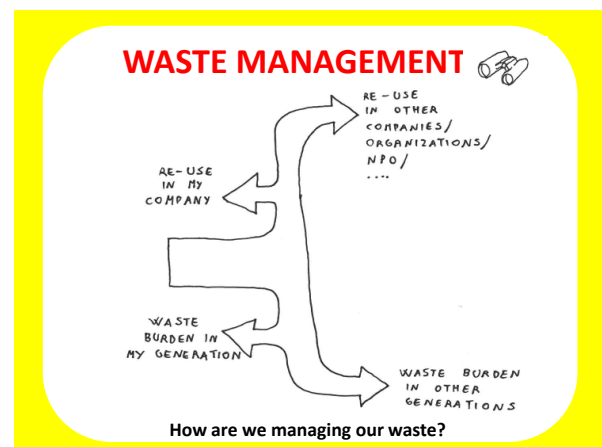 WASTE MANAGEMENT
RE-USE
IN OTHER
COMPANIES/
ORGANIZATIONS/
NPO/
....
RE-USE
IN MY
COMPANY
WASTE
BURDEN IN
MY GENERATION
WASTE BURDEN
IN OTHER
GENERATIONS
How are we managing our waste?